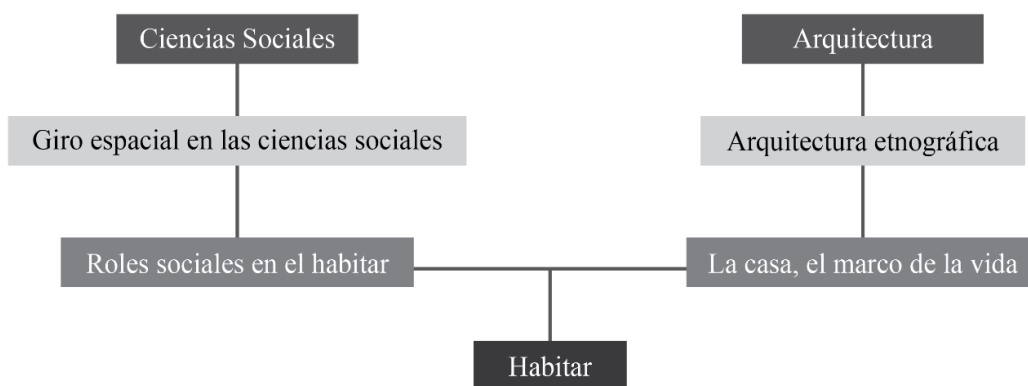 Ciencias Sociales
Arquitectura
Giro espacial en las ciencias sociales
Arquitectura etnográfica
Roles sociales en el habitar
La casa, el marco de la vida
Habitar